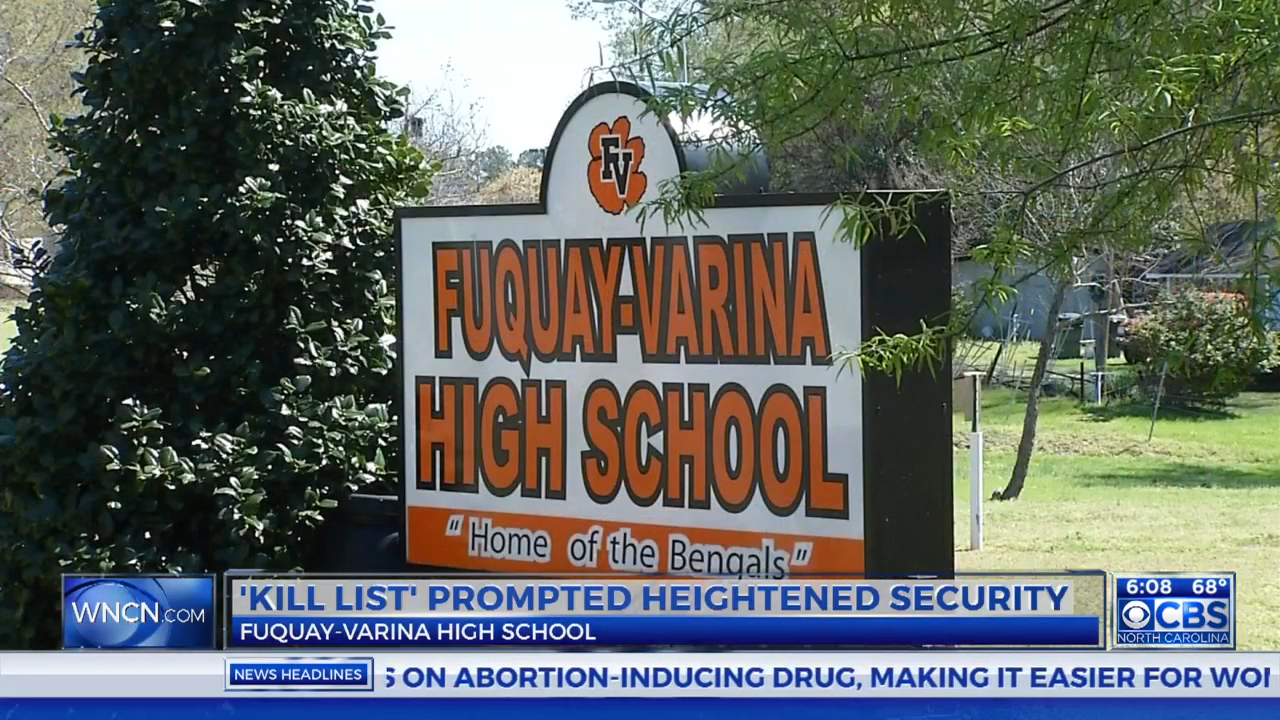 FV
FUQUAY-VARINA
HIGH SCHOOL
"Home of the Bengals"
WNCN.COM
'KILL LIST' PROMPTED HEIGHTENED SECURITY
FUQUAY-VARINA HIGH SCHOOL
6:08 68°
CBS
NORTH CAROLINA
NEWS HEADLINES
S ON ABORTION-INDUCING DRUG, MAKING IT EASIER FOR WO